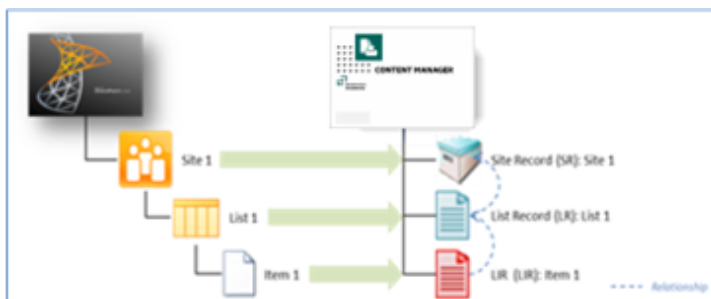 CONTENT MANAGER
Site 1
Site Record (SR): Site 1
List 1
List Record (LR): List 1
Item 1
LIR (LIR): Item 1
Relationship